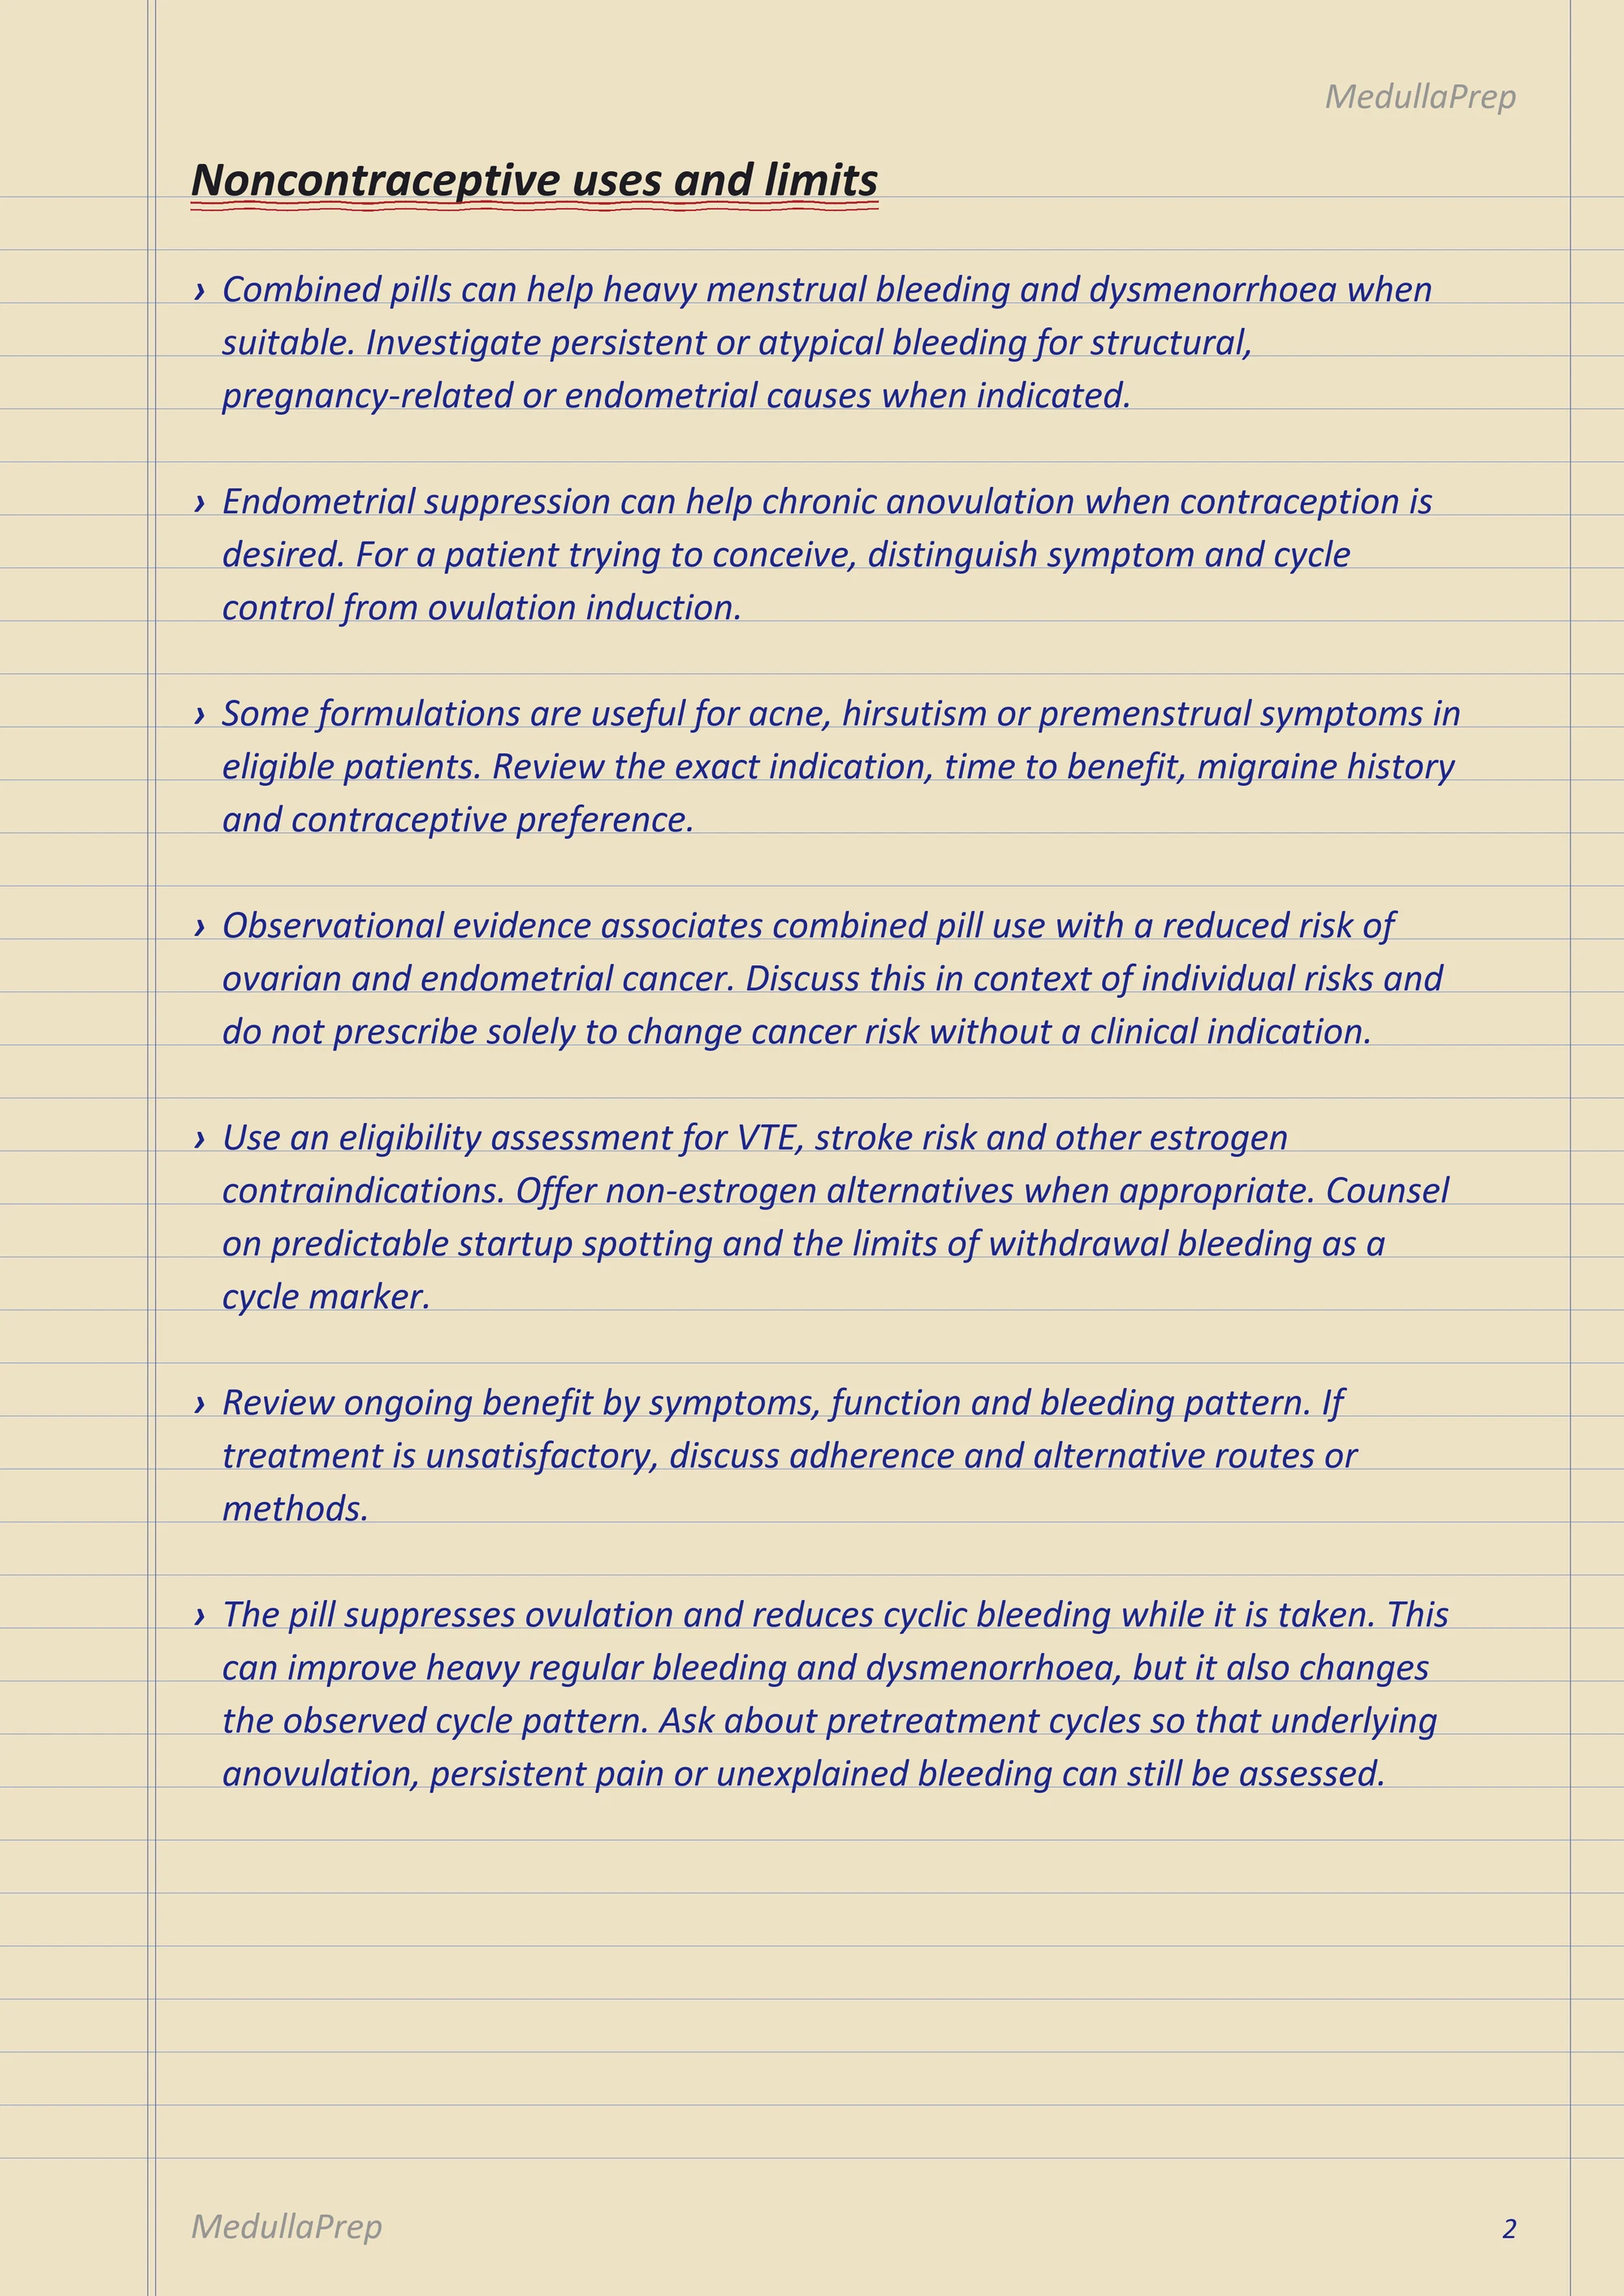 MedullaPrep
Noncontraceptive uses and limits
› Combined pills can help heavy menstrual bleeding and dysmenorrhoea when
suitable. Investigate persistent or atypical bleeding for structural,
pregnancy-related or endometrial causes when indicated.
› Endometrial suppression can help chronic anovulation when contraception is
desired. For a patient trying to conceive, distinguish symptom and cycle
control from ovulation induction.
› Some formulations are useful for acne, hirsutism or premenstrual symptoms in
eligible patients. Review the exact indication, time to benefit, migraine history
and contraceptive preference.
› Observational evidence associates combined pill use with a reduced risk of
ovarian and endometrial cancer. Discuss this in context of individual risks and
do not prescribe solely to change cancer risk without a clinical indication.
› Use an eligibility assessment for VTE, stroke risk and other estrogen
contraindications. Offer non-estrogen alternatives when appropriate. Counsel
on predictable startup spotting and the limits of withdrawal bleeding as a
cycle marker.
› Review ongoing benefit by symptoms, function and bleeding pattern. If
treatment is unsatisfactory, discuss adherence and alternative routes or
methods.
› The pill suppresses ovulation and reduces cyclic bleeding while it is taken. This
can improve heavy regular bleeding and dysmenorrhoea, but it also changes
the observed cycle pattern. Ask about pretreatment cycles so that underlying
anovulation, persistent pain or unexplained bleeding can still be assessed.
MedullaPrep
2